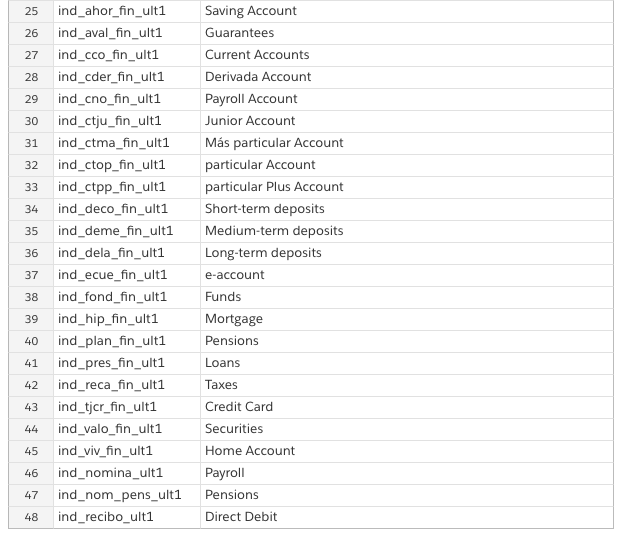 25 ind_ahor_fin_ult1 Saving Account
26 ind_aval_fin_ult1 Guarantees
27 ind_cco_fin_ult1 Current Accounts
28 ind_cder_fin_ult1 Derivada Account
29 ind_cno_fin_ult1 Payroll Account
30 ind_ctju_fin_ult1 Junior Account
31 ind_ctma_fin_ult1 Más particular Account
32 ind_ctop_fin_ult1 particular Account
33 ind_ctpp_fin_ult1 particular Plus Account
34 ind_deco_fin_ult1 Short-term deposits
35 ind_deme_fin_ult1 Medium-term deposits
36 ind_dela_fin_ult1 Long-term deposits
37 ind_ecue_fin_ult1 e-account
38 ind_fond_fin_ult1 Funds
39 ind_hip_fin_ult1 Mortgage
40 ind_plan_fin_ult1 Pensions
41 ind_pres_fin_ult1 Loans
42 ind_reca_fin_ult1 Taxes
43 ind_tjcr_fin_ult1 Credit Card
44 ind_valo_fin_ult1 Securities
45 ind_viv_fin_ult1 Home Account
46 ind_nomina_ult1 Payroll
47 ind_nom_pens_ult1 Pensions
48 ind_recibo_ult1 Direct Debit